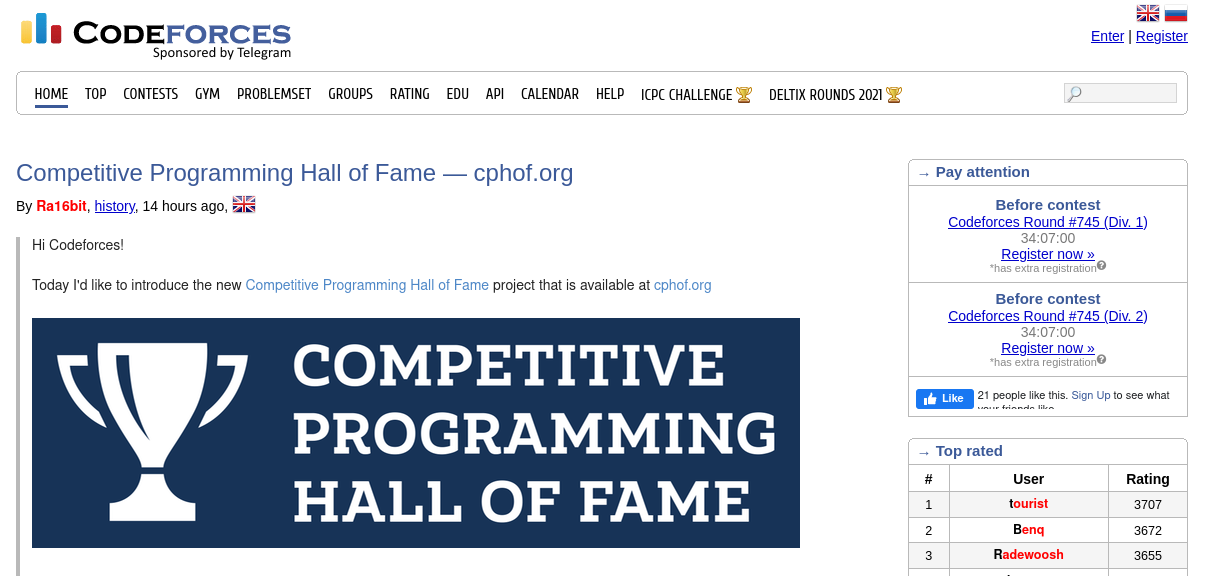 CODEFORCES
Sponsored by Telegram
Enter | Register
HOME TOP CONTESTS GYM PROBLEMSET GROUPS RATING EDU API CALENDAR HELP ICPC CHALLENGE DELTIX ROUNDS 2021
Competitive Programming Hall of Fame — cphof.org
By Ra16bit, history, 14 hours ago,
Hi Codeforces!
Today I'd like to introduce the new Competitive Programming Hall of Fame project that is available at cphof.org
COMPETITIVE
PROGRAMMING
HALL OF FAME
→ Pay attention
Before contest
Codeforces Round #745 (Div. 1)
34:07:00
Register now »
*has extra registration?
Before contest
Codeforces Round #745 (Div. 2)
34:07:00
Register now »
*has extra registration?
Like 21 people like this. Sign Up to see what
your friends like
→ Top rated
# User Rating
1 tourist 3707
2 Benq 3672
3 Radewoosh 3655